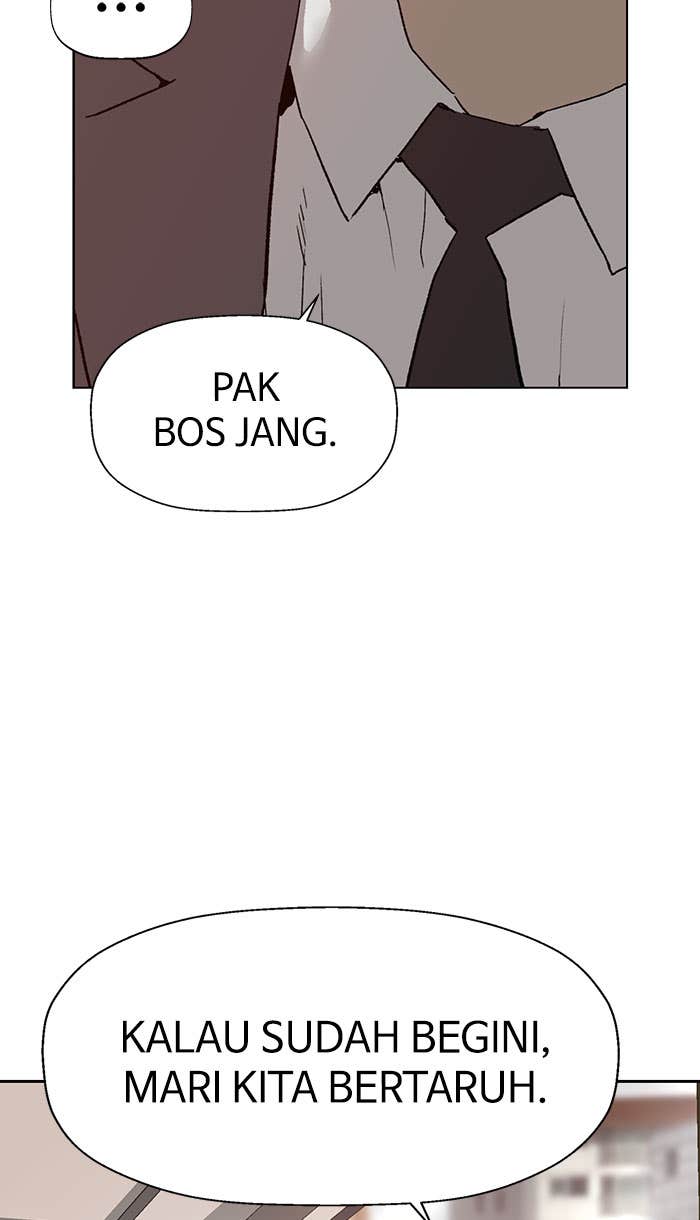 ...
PAK
BOS JANG.
KALAU SUDAH BEGINI,
MARI KITA BERTARUH.